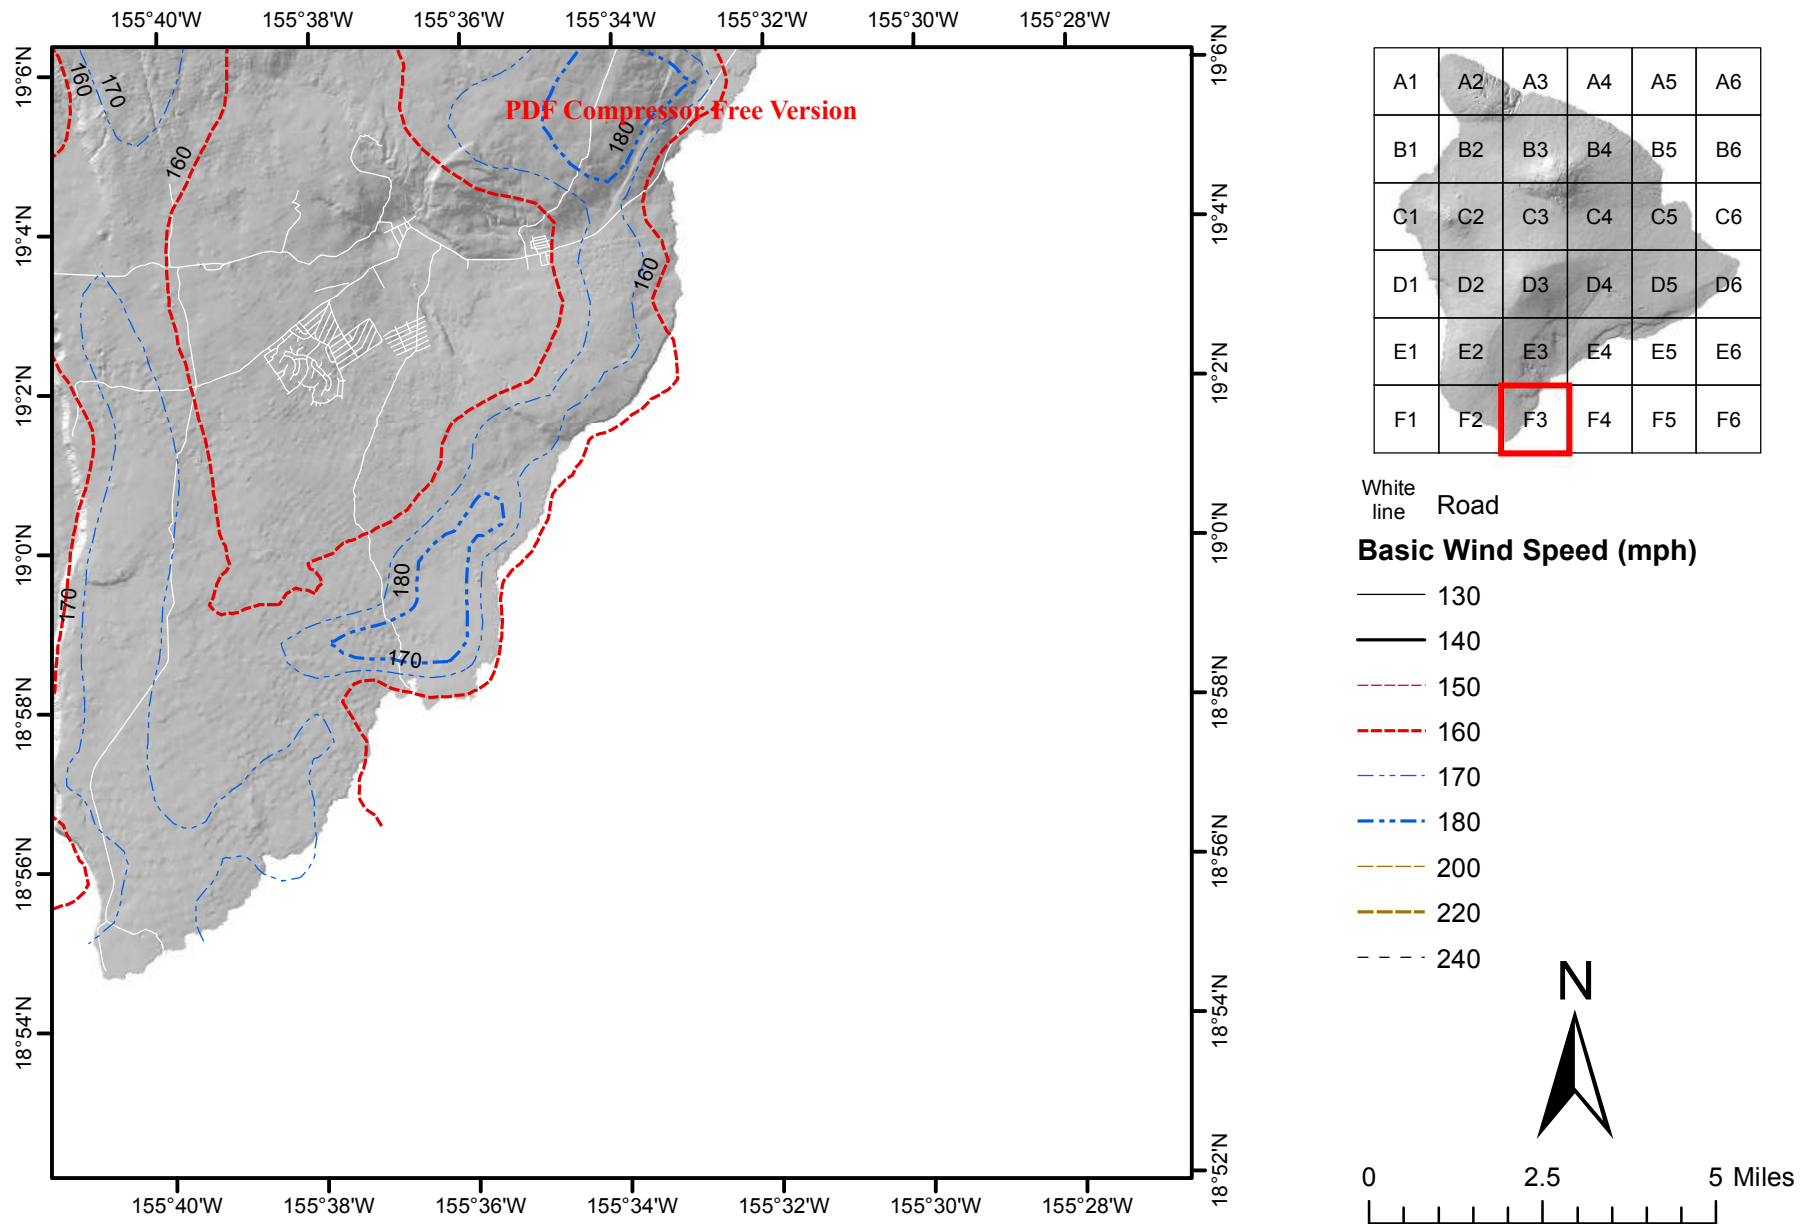 155°40'W 155°38'W 155°36'W 155°34'W 155°32'W 155°30'W 155°28'W
19°6'N
19°4'N
19°2'N
19°0'N
18°58'N
18°56'N
18°54'N
160
170
160
180
160
180
170
170
PDF Compressor Free Version
19°6'N
19°4'N
19°2'N
19°0'N
18°58'N
18°56'N
18°54'N
18°52'N
155°40'W 155°38'W 155°36'W 155°34'W 155°32'W 155°30'W 155°28'W
A1 A2 A3 A4 A5 A6
B1 B2 B3 B4 B5 B6
C1 C2 C3 C4 C5 C6
D1 D2 D3 D4 D5 D6
E1 E2 E3 E4 E5 E6
F1 F2 F3 F4 F5 F6
White
line Road
Basic Wind Speed (mph)
130
140
150
160
170
180
200
220
240
N
0 2.5 5 Miles